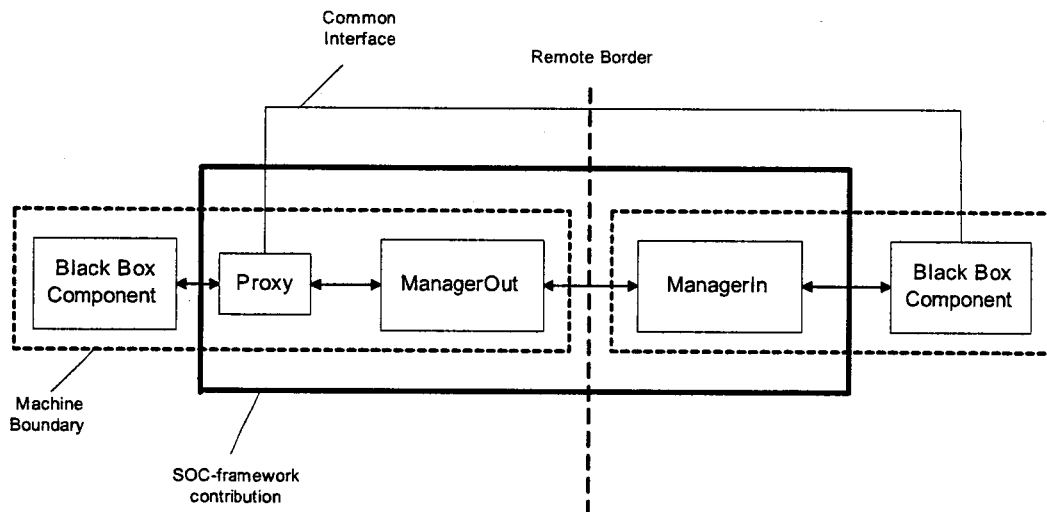 Common
Interface
Remote Border
Black Box
Component
Proxy
ManagerOut
ManagerIn
Black Box
Component
Machine
Boundary
SOC-framework
contribution